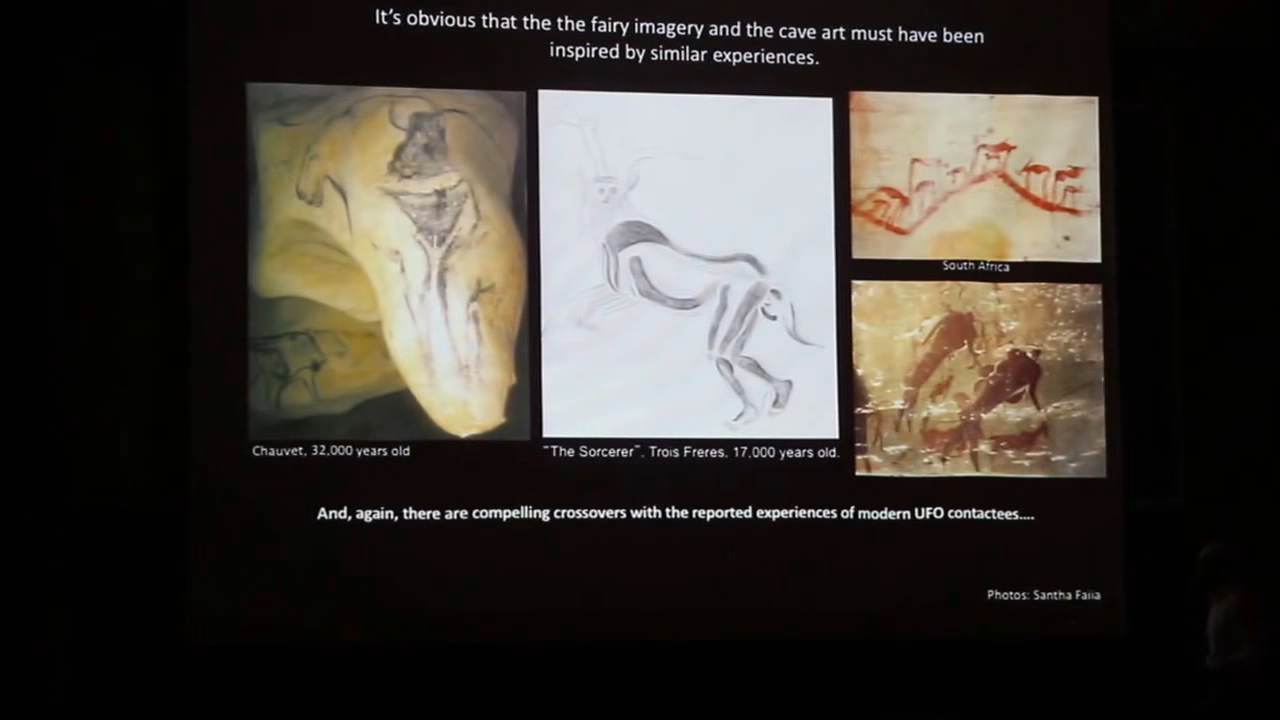 It's obvious that the the fairy imagery and the cave art must have been
inspired by similar experiences.
South Africa
Chauvet, 32,000 years old
"The Sorcerer". Trois Freres. 17,000 years old.
And, again, there are compelling crossovers with the reported experiences of modern UFO contactees....
Photos: Santha Faiia